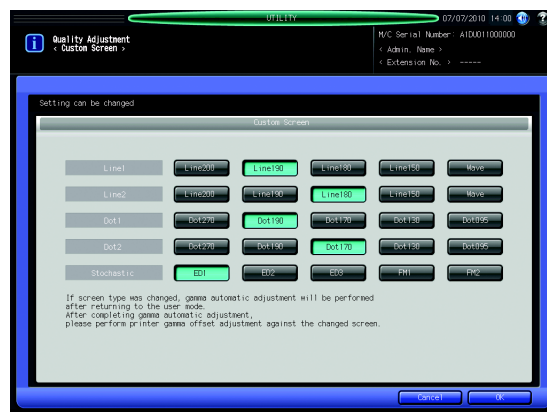 UTILITY
07/07/2010 14:00
Quality Adjustment
< Custom Screen >
M/C Serial Number: A1DU011000000
< Admin. Name >
< Extension No. > -----
Setting can be changed
Custom Screen
Line1 Line200 Line190 Line180 Line150 Wave
Line2 Line200 Line190 Line180 Line150 Wave
Dot1 Dot270 Dot190 Dot170 Dot130 Dot095
Dot2 Dot270 Dot190 Dot170 Dot130 Dot095
Stochastic ED1 ED2 ED3 FM1 FM2
If screen type was changed, gamma automatic adjustment will be performed
after returning to the user mode.
After completing gamma automatic adjustment,
please perform printer gamma offset adjustment against the changed screen.
Cancel OK